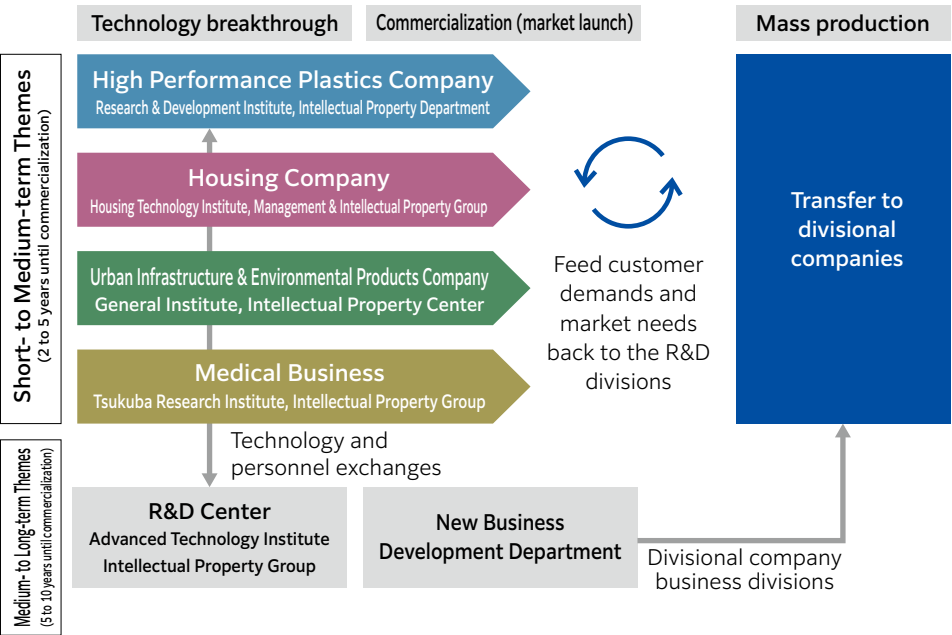 Technology breakthrough
Commercialization (market launch)
Mass production
Short- to Medium-term Themes
(2 to 5 years until commercialization)
High Performance Plastics Company
Research & Development Institute, Intellectual Property Department
Housing Company
Housing Technology Institute, Management & Intellectual Property Group
Urban Infrastructure & Environmental Products Company
General Institute, Intellectual Property Center
Medical Business
Tsukuba Research Institute, Intellectual Property Group
Feed customer
demands and
market needs
back to the R&D
divisions
Transfer to
divisional
companies
Technology and
personnel exchanges
Medium- to Long-term Themes
(5 to 10 years until commercialization)
R&D Center
Advanced Technology Institute
Intellectual Property Group
New Business
Development Department
Divisional company
business divisions